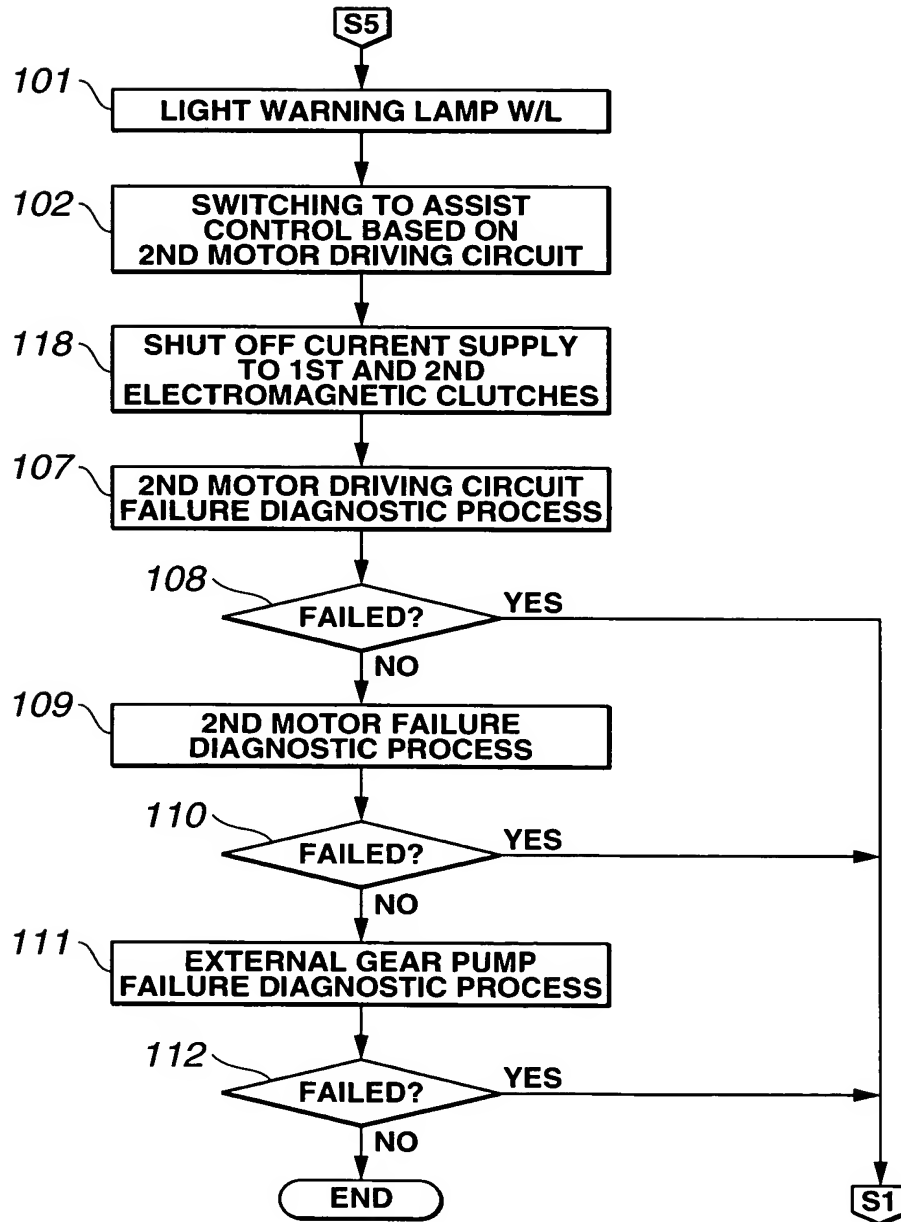 S5
101
LIGHT WARNING LAMP W/L
102
SWITCHING TO ASSIST
CONTROL BASED ON
2ND MOTOR DRIVING CIRCUIT
118
SHUT OFF CURRENT SUPPLY
TO 1ST AND 2ND
ELECTROMAGNETIC CLUTCHES
107
2ND MOTOR DRIVING CIRCUIT
FAILURE DIAGNOSTIC PROCESS
108
FAILED?
YES
NO
109
2ND MOTOR FAILURE
DIAGNOSTIC PROCESS
110
FAILED?
YES
NO
111
EXTERNAL GEAR PUMP
FAILURE DIAGNOSTIC PROCESS
112
FAILED?
YES
NO
END
S1